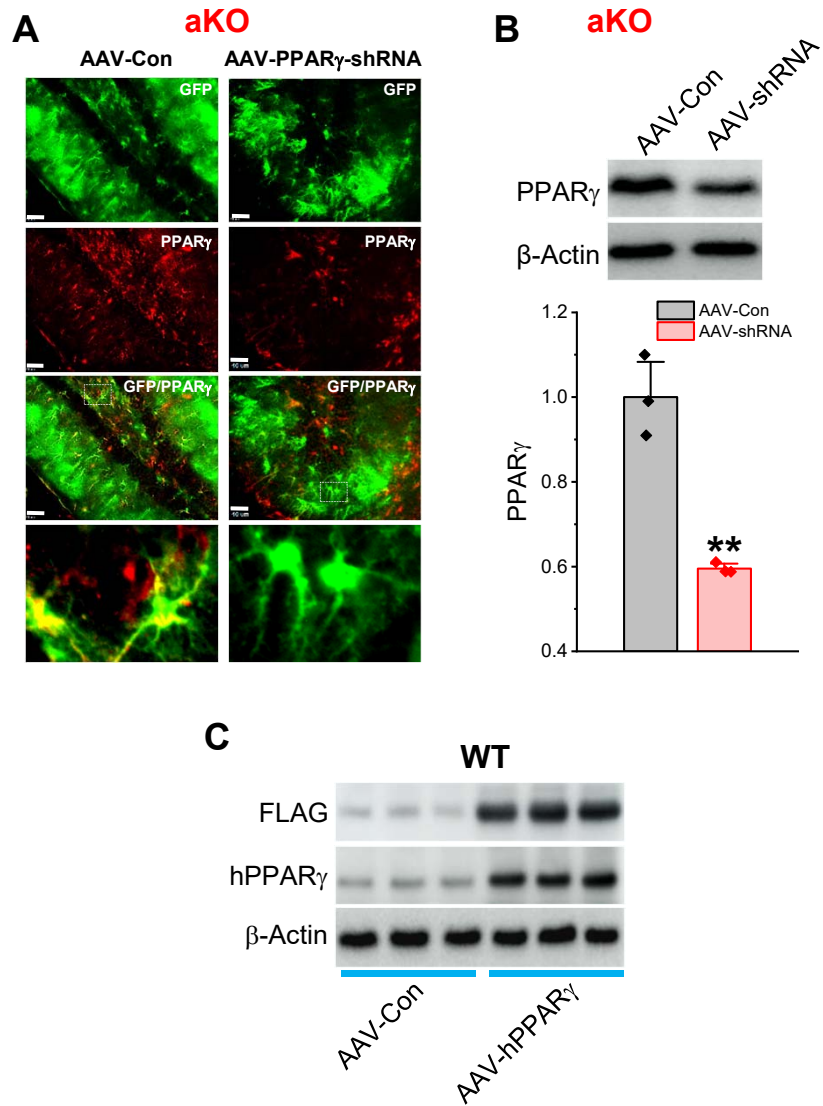 A
aKO
AAV-Con
AAV-PPARγ-shRNA
GFP
GFP
PPARγ
PPARγ
GFP/PPARγ
GFP/PPARγ
B
aKO
AAV-Con
AAV-shRNA
PPARγ
β-Actin
AAV-Con
AAV-shRNA
1.2
1.0
0.8
0.6
0.4
PPARγ
**
C
WT
FLAG
hPPARγ
β-Actin
AAV-Con
AAV-hPPARγ